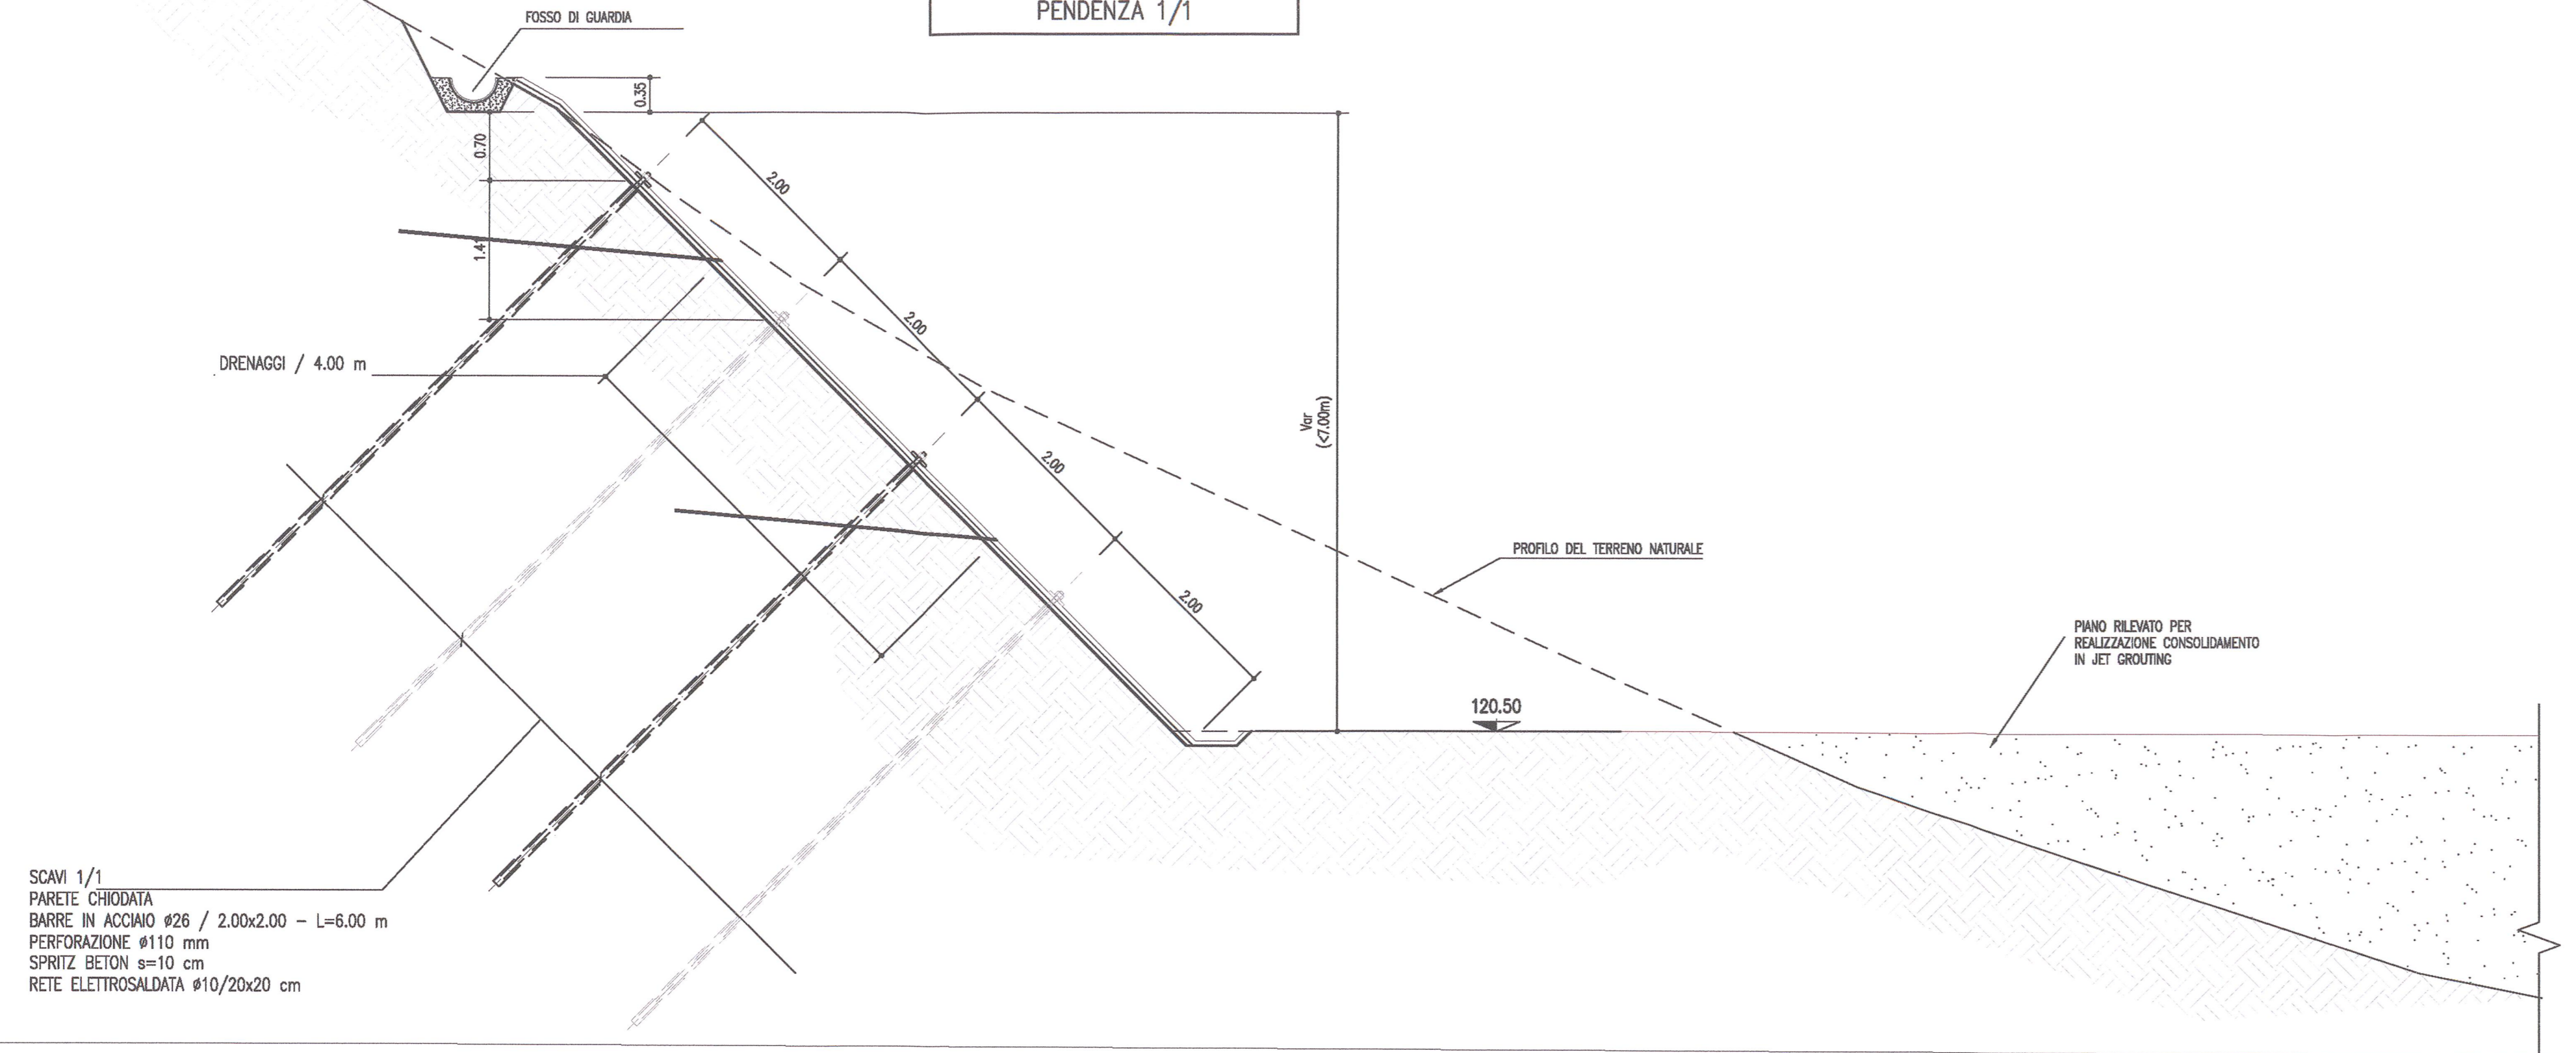 PENDENZA 1/1
FOSSO DI GUARDIA
0.35
0.70
2.00
1.41
2.00
DRENAGGI / 4.00 m
Var
(<7.00m)
2.00
PROFILO DEL TERRENO NATURALE
2.00
PIANO RILEVATO PER
REALIZZAZIONE CONSOLIDAMENTO
IN JET GROUTING
120.50
SCAVI 1/1
PARETE CHIODATA
BARRE IN ACCIAIO ø26 / 2.00x2.00 - L=6.00 m
PERFORAZIONE ø110 mm
SPRITZ BETON s=10 cm
RETE ELETTROSALDATA ø10/20x20 cm